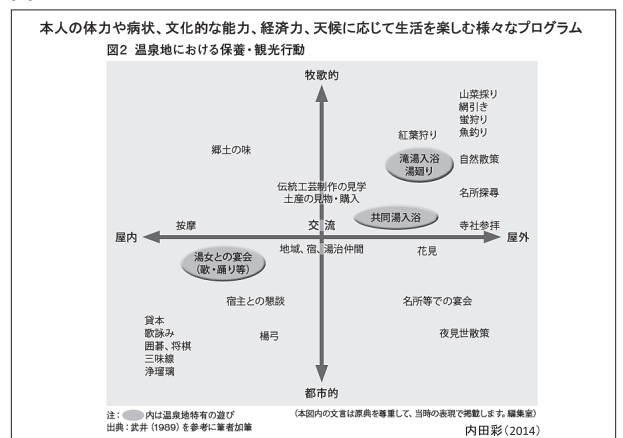 本人の体力や病状、文化的な能力、経済力、天候に応じて生活を楽しむ様々なプログラム
図2 温泉地における保養・観光行動
牧歌的
山菜採り
網引き
蛍狩り
魚釣り
紅葉狩り
郷土の味
滝湯入浴
湯廻り
自然散策
伝統工芸制作の見学
土産の見物・購入
名所探尋
共同湯入浴
按摩
交流
寺社参拝
屋内
屋外
地域、宿、湯治仲間
花見
湯女との宴会
(歌・踊り等)
宿主との懇談
名所等での宴会
貸本
歌詠み
囲碁、将棋
三味線
浄瑠璃
楊弓
夜見世散策
都市的
注: 内は温泉地特有の遊び
(本図内の文言は原典を尊重して、当時の表現で掲載します。編集室)
出典:武井(1989)を参考に筆者加筆
内田彩(2014)